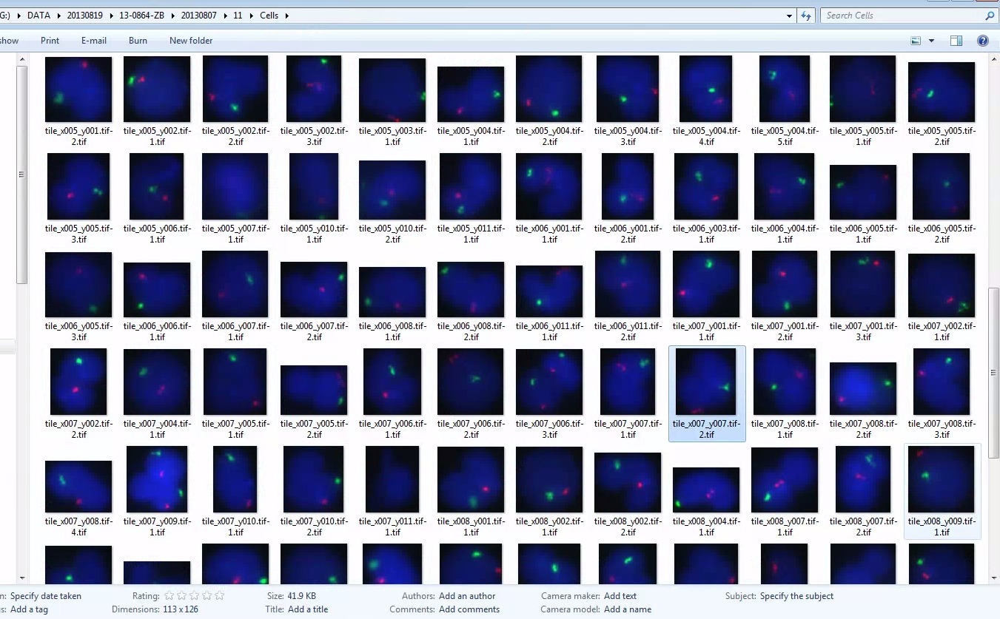 G:) DATA 20130819 13-0864-ZB 20130807 11 Cells
Search Cells
show Print E-mail Burn New folder
tile_x005_y001.tif-2.tif
tile_x005_y002.tif-1.tif
tile_x005_y002.tif-2.tif
tile_x005_y002.tif-3.tif
tile_x005_y003.tif-1.tif
tile_x005_y004.tif-1.tif
tile_x005_y004.tif-2.tif
tile_x005_y004.tif-3.tif
tile_x005_y004.tif-4.tif
tile_x005_y004.tif-5.tif
tile_x005_y005.tif-1.tif
tile_x005_y005.tif-2.tif
tile_x005_y005.tif-3.tif
tile_x005_y006.tif-1.tif
tile_x005_y007.tif-1.tif
tile_x005_y010.tif-1.tif
tile_x005_y010.tif-2.tif
tile_x005_y011.tif-1.tif
tile_x006_y001.tif-1.tif
tile_x006_y001.tif-2.tif
tile_x006_y003.tif-1.tif
tile_x006_y004.tif-1.tif
tile_x006_y005.tif-1.tif
tile_x006_y005.tif-2.tif
tile_x006_y005.tif-3.tif
tile_x006_y006.tif-1.tif
tile_x006_y007.tif-1.tif
tile_x006_y007.tif-2.tif
tile_x006_y008.tif-1.tif
tile_x006_y008.tif-2.tif
tile_x006_y011.tif-1.tif
tile_x006_y011.tif-2.tif
tile_x007_y001.tif-1.tif
tile_x007_y001.tif-2.tif
tile_x007_y001.tif-3.tif
tile_x007_y002.tif-1.tif
tile_x007_y002.tif-2.tif
tile_x007_y004.tif-1.tif
tile_x007_y005.tif-1.tif
tile_x007_y005.tif-2.tif
tile_x007_y006.tif-1.tif
tile_x007_y006.tif-2.tif
tile_x007_y006.tif-3.tif
tile_x007_y007.tif-1.tif
tile_x007_y007.tif-2.tif
tile_x007_y008.tif-1.tif
tile_x007_y008.tif-2.tif
tile_x007_y008.tif-3.tif
tile_x007_y008.tif-4.tif
tile_x007_y009.tif-1.tif
tile_x007_y010.tif-1.tif
tile_x007_y010.tif-2.tif
tile_x007_y011.tif-1.tif
tile_x008_y001.tif-1.tif
tile_x008_y002.tif-1.tif
tile_x008_y002.tif-2.tif
tile_x008_y004.tif-1.tif
tile_x008_y007.tif-1.tif
tile_x008_y007.tif-2.tif
tile_x008_y009.tif-1.tif
n: Specify date taken Rating: Size: 41.9 KB Authors: Add an author Camera maker: Add text Subject: Specify the subject
s: Add a tag Dimensions: 113 x 126 Title: Add a title Comments: Add comments Camera model: Add a name